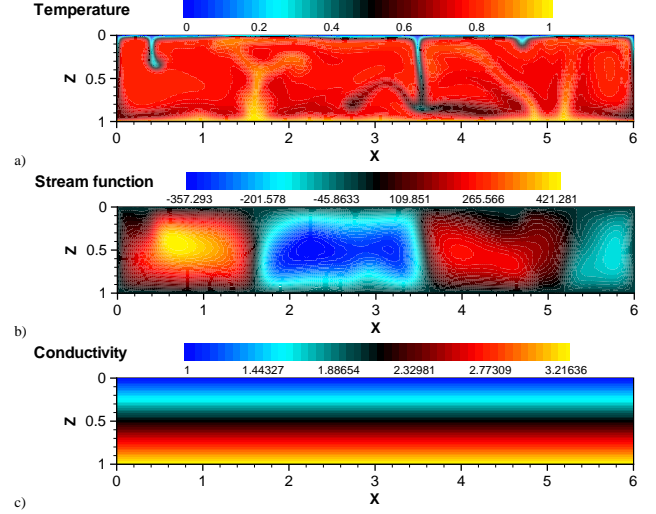 Temperature
0 0.2 0.4 0.6 0.8 1
0
0.5
1
Z
0 1 2 3 4 5 6
X
a)
Stream function
-357.293 -201.578 -45.8633 109.851 265.566 421.281
0
0.5
1
Z
0 1 2 3 4 5 6
X
b)
Conductivity
1 1.44327 1.88654 2.32981 2.77309 3.21636
0
0.5
1
Z
0 1 2 3 4 5 6
X
c)